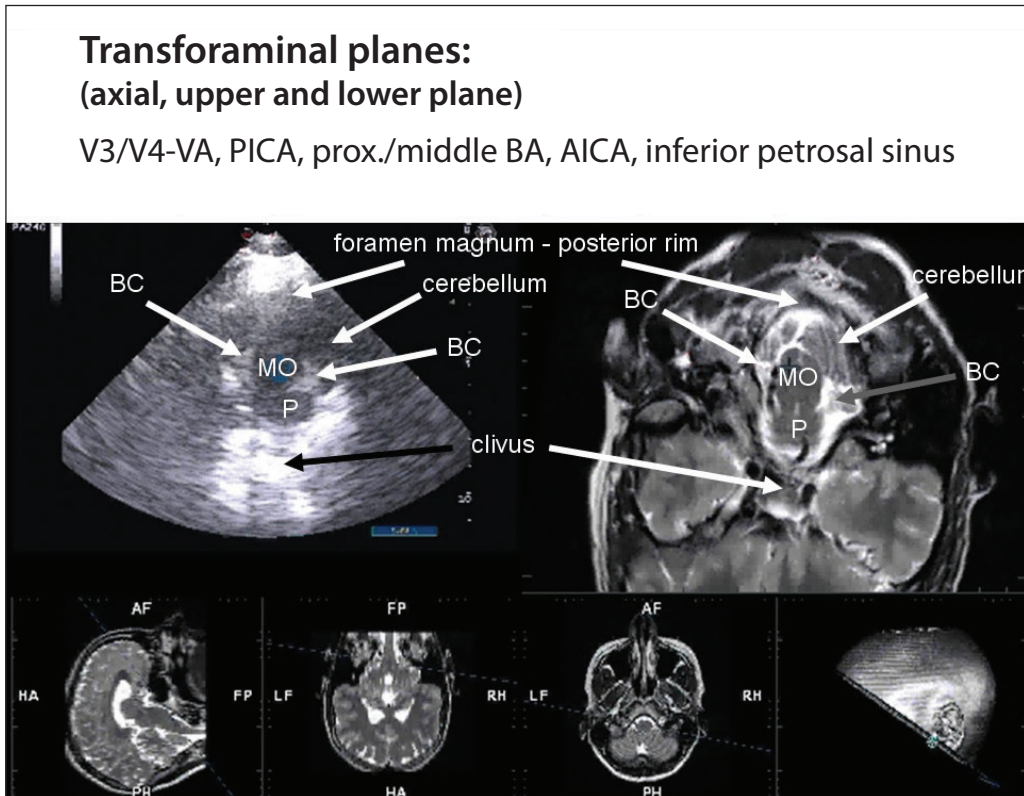 Transforaminal planes:
(axial, upper and lower plane)
V3/V4-VA, PICA, prox./middle BA, AICA, inferior petrosal sinus
foramen magnum - posterior rim
BC
cerebellum
BC
cerebellum
MO
BC
MO
BC
P
P
clivus
AF
FP
AF
HA
FP
LF
RH
LF
RH
PH
HA
PH